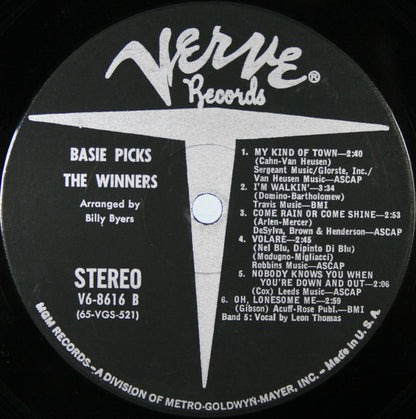 VERVE®
Records
BASIE PICKS
THE WINNERS
Arranged by
Billy Byers
STEREO
V6-8616 B
(65-VGS-521)
1. MY KIND OF TOWN—2:40
(Cahn-Van Heusen)
Sergeant Music/Glorste, Inc./
Van Heusen Music—ASCAP
2. I'M WALKIN'—3:34
(Domino-Bartholomew)
Travis Music—BMI
3. COME RAIN OR COME SHINE—2:53
(Arlen-Mercer)
DeSylva, Brown & Henderson—ASCAP
4. VOLARE—2:45
(Nel Blu, Dipinto Di Blu)
(Modugno-Migliacci)
Robbins Music—ASCAP
5. NOBODY KNOWS YOU WHEN
YOU'RE DOWN AND OUT—2:06
(Cox) Leeds Music—ASCAP
6. OH, LONESOME ME—2:59
(Gibson) Acuff-Rose Publ.—BMI
Band 5: Vocal by Leon Thomas
MGM RECORDS—A DIVISION OF METRO-GOLDWYN-MAYER, INC.—Made in U.S.A.